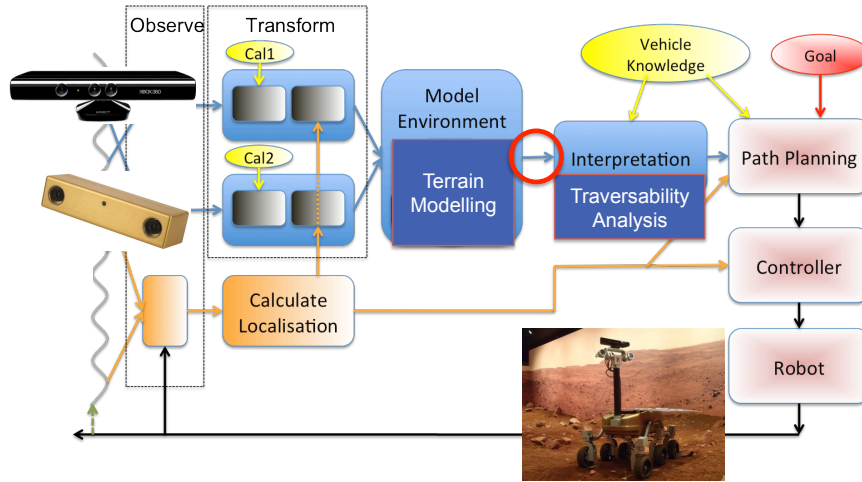 Observe
Transform
Cal1
Cal2
XBOX 360
KINECT
Model
Environment
Terrain
Modelling
Vehicle
Knowledge
Goal
Interpretation
Traversability
Analysis
Path Planning
Calculate
Localisation
Controller
Robot